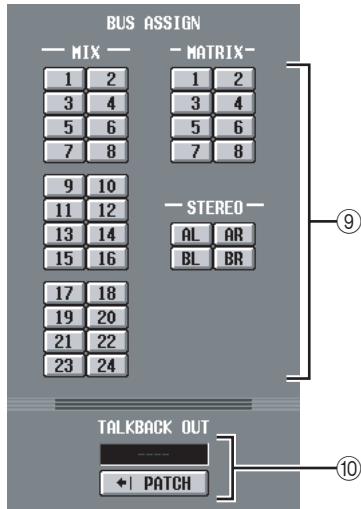 BUS ASSIGN
MIX
1 2
3 4
5 6
7 8
9 10
11 12
13 14
15 16
17 18
19 20
21 22
23 24
MATRIX
1 2
3 4
5 6
7 8
STEREO
AL AR
BL BR
⑨
TALKBACK OUT
----
PATCH
⑩